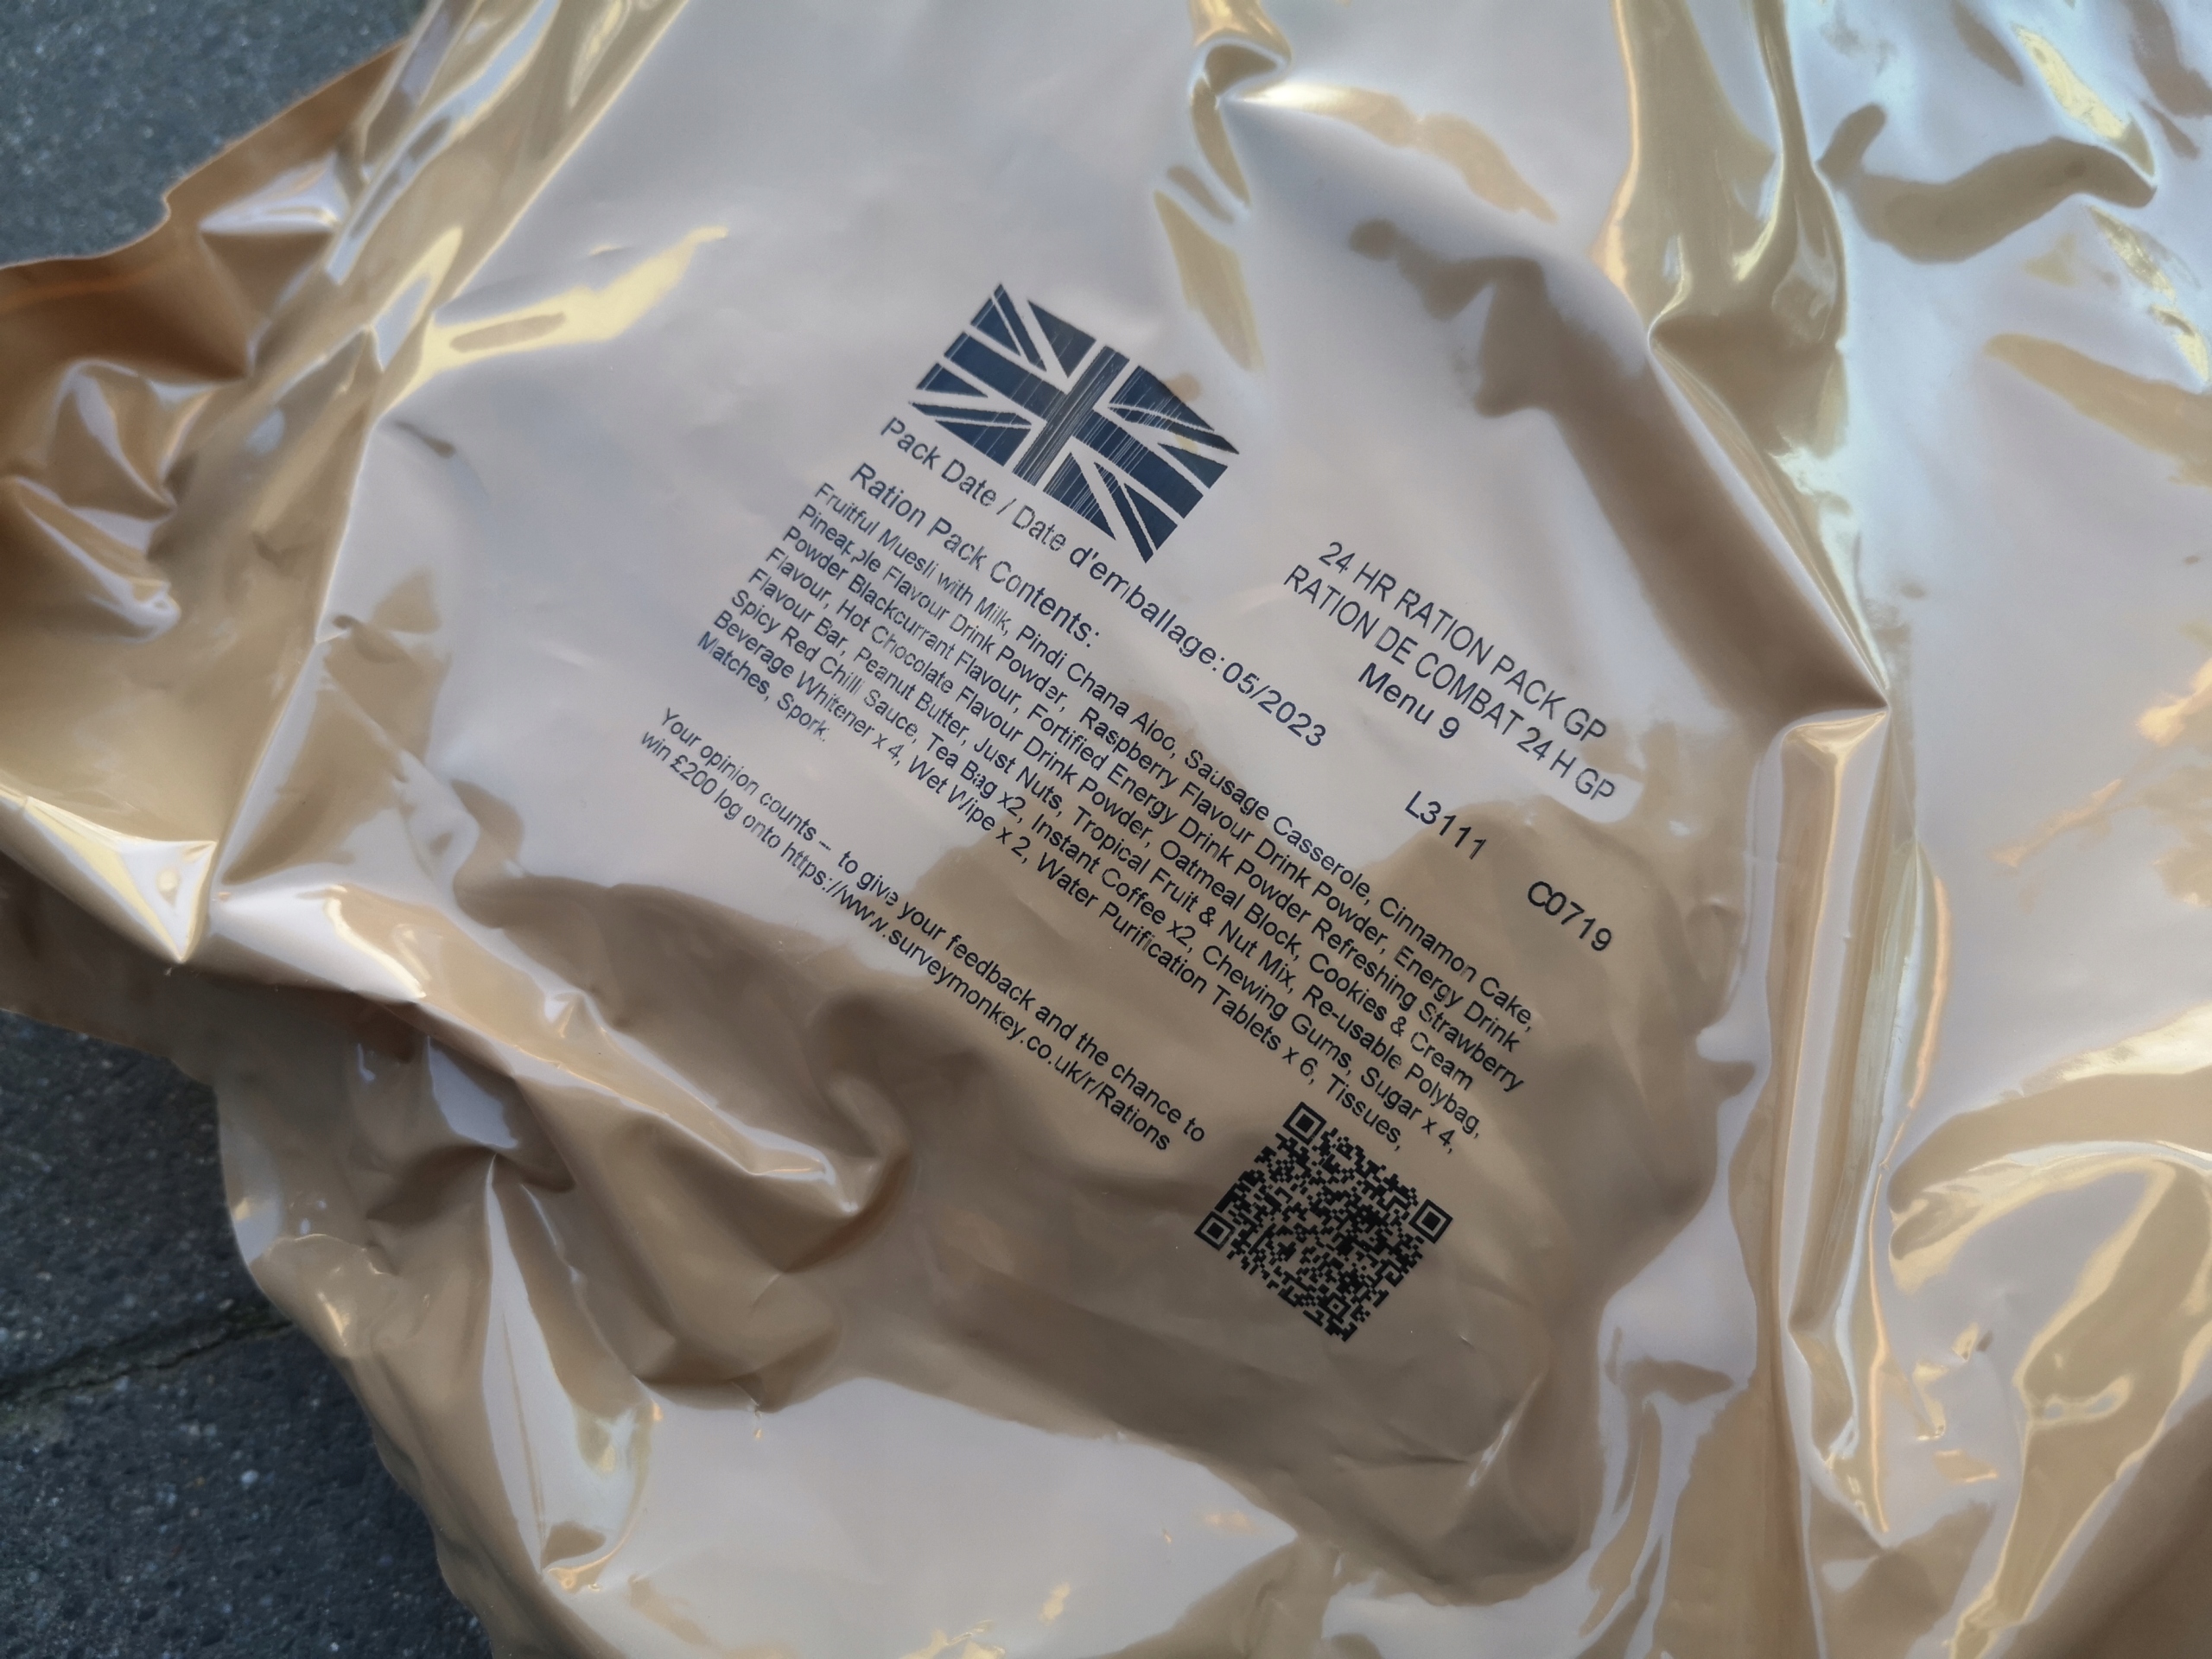 24 HR RATION PACK GP
RATION DE COMBAT 24 H GP
Menu 9
Pack Date / Date d'emballage: 05/2023 L3111 C0719
Ration Pack Contents:
Fruitful Muesli with Milk, Pindi Chana Aloo, Sausage Casserole, Cinnamon Cake,
Pineapple Flavour Drink Powder, Raspberry Flavour Drink Powder, Energy Drink
Powder Blackcurrant Flavour, Fortified Energy Drink Powder Refreshing Strawberry
Flavour, Hot Chocolate Flavour Drink Powder, Oatmeal Block, Cookies & Cream
Flavour Bar, Peanut Butter, Just Nuts, Tropical Fruit & Nut Mix, Re-usable Polybag,
Spicy Red Chilli Sauce, Tea Bag x2, Instant Coffee x2, Chewing Gums, Sugar x 4,
Beverage Whitener x 4, Wet Wipe x 2, Water Purification Tablets x 6, Tissues,
Matches, Spork.
Your opinion counts – to give your feedback and the chance to
win £200 log onto https://www.surveymonkey.co.uk/r/Rations